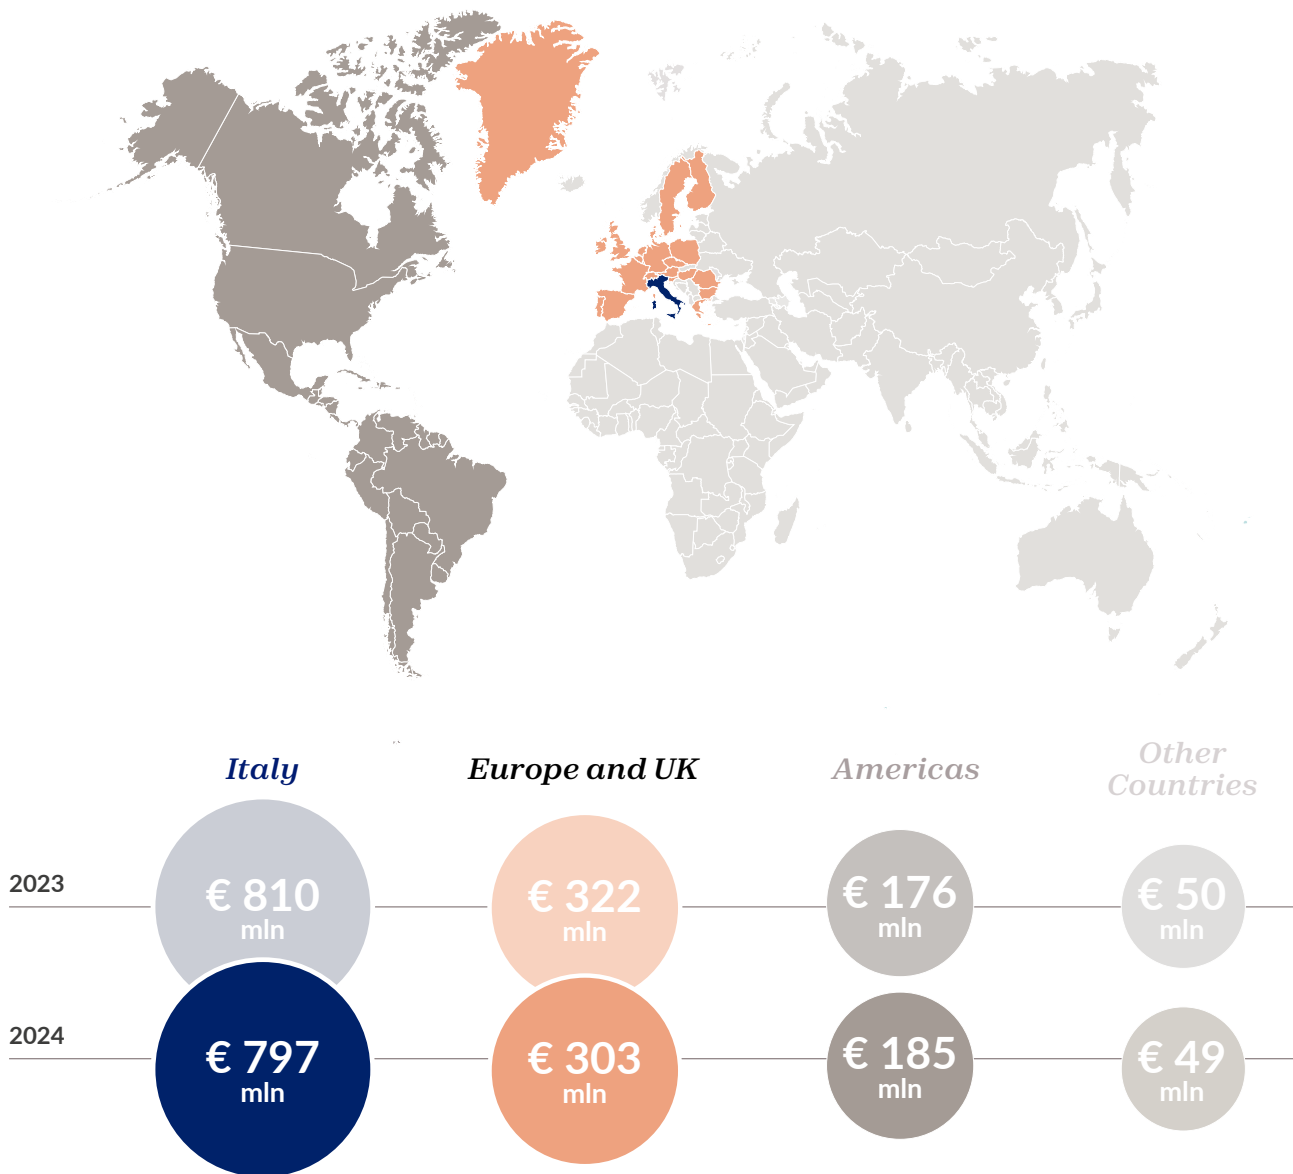 Italy
Europe and UK
Americas
Other
Countries
2023
€ 810
mln
€ 322
mln
€ 176
mln
€ 50
mln
2024
€ 797
mln
€ 303
mln
€ 185
mln
€ 49
mln